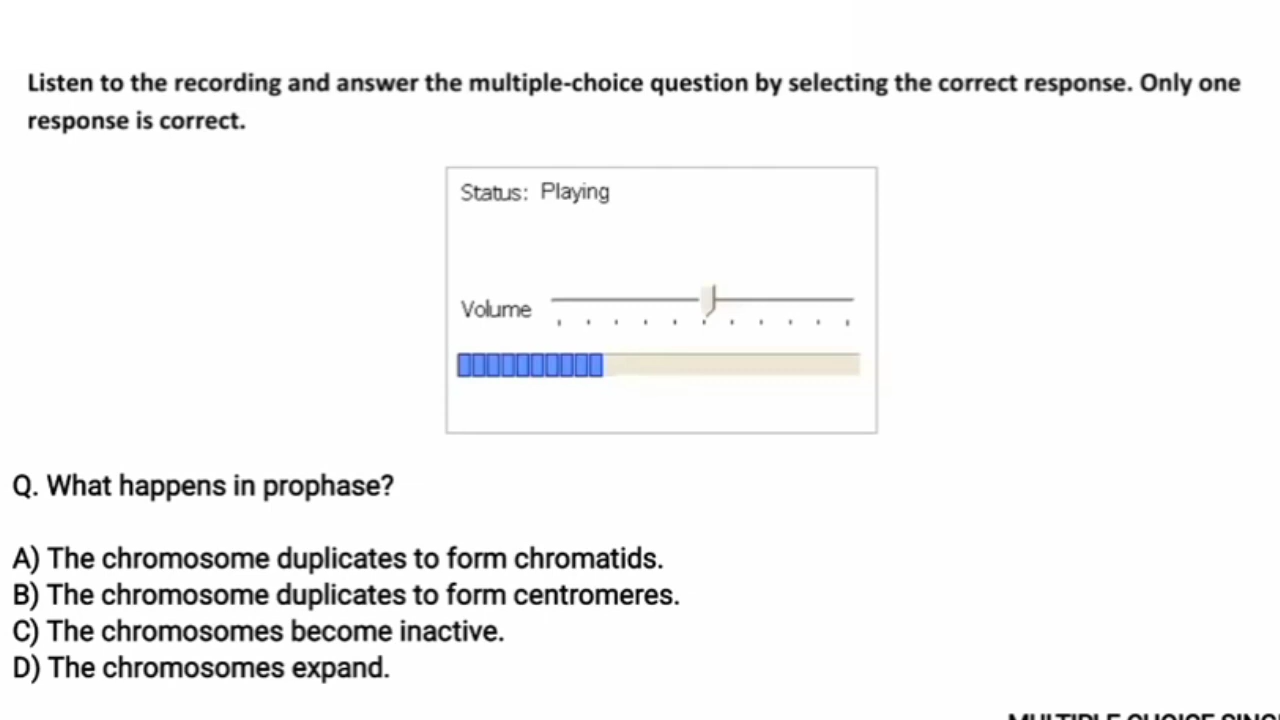 Listen to the recording and answer the multiple-choice question by selecting the correct response. Only one
response is correct.
Status: Playing
Volume
Q. What happens in prophase?
A) The chromosome duplicates to form chromatids.
B) The chromosome duplicates to form centromeres.
C) The chromosomes become inactive.
D) The chromosomes expand.
MULTIPLE CHOICE